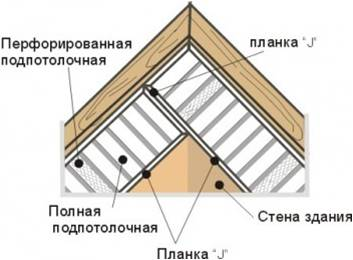 планка "J"
Перфорированная
подпотолочная
Полная
подпотолочная
Планка "J"
Стена здания